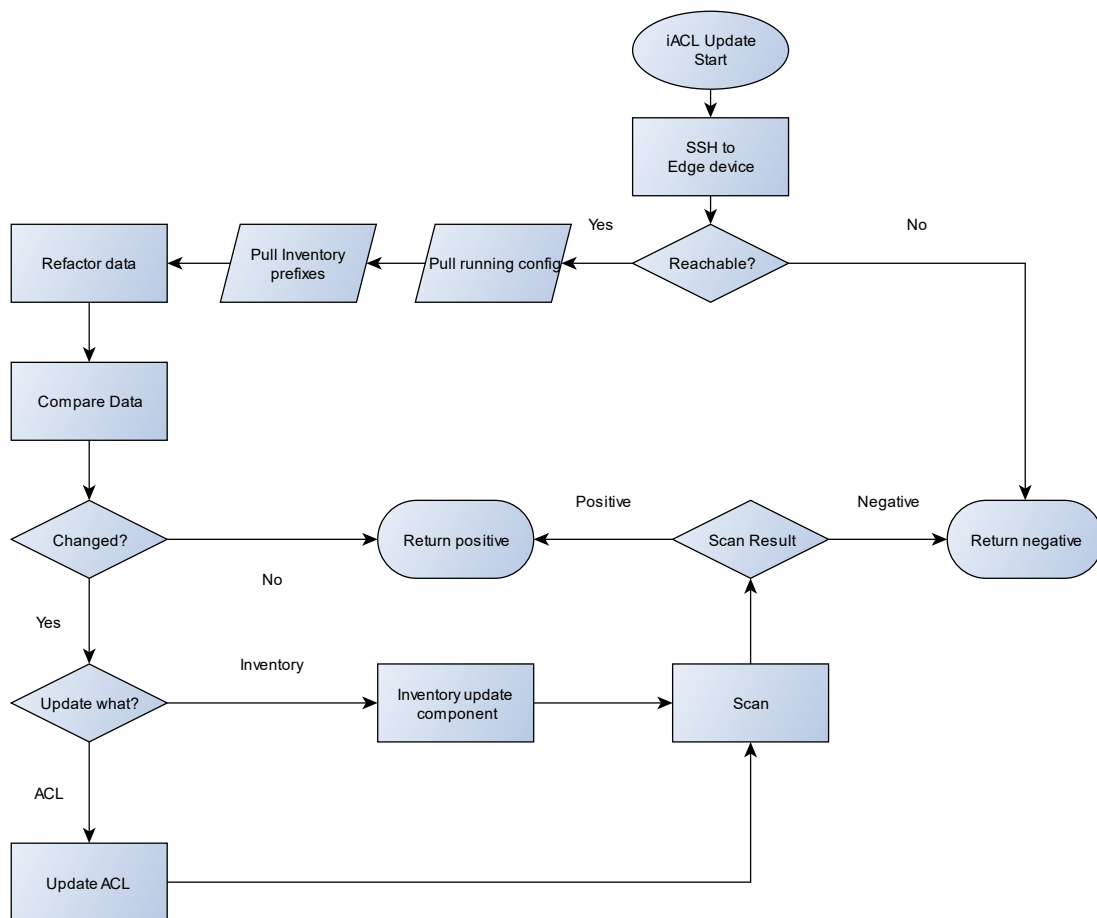 iACL Update
Start
SSH to
Edge device
Yes
No
Refactor data
Pull Inventory
prefixes
Pull running config
Reachable?
Compare Data
Positive
Negative
Changed?
Return positive
Scan Result
Return negative
No
Yes
Inventory
Update what?
Inventory update
component
Scan
ACL
Update ACL